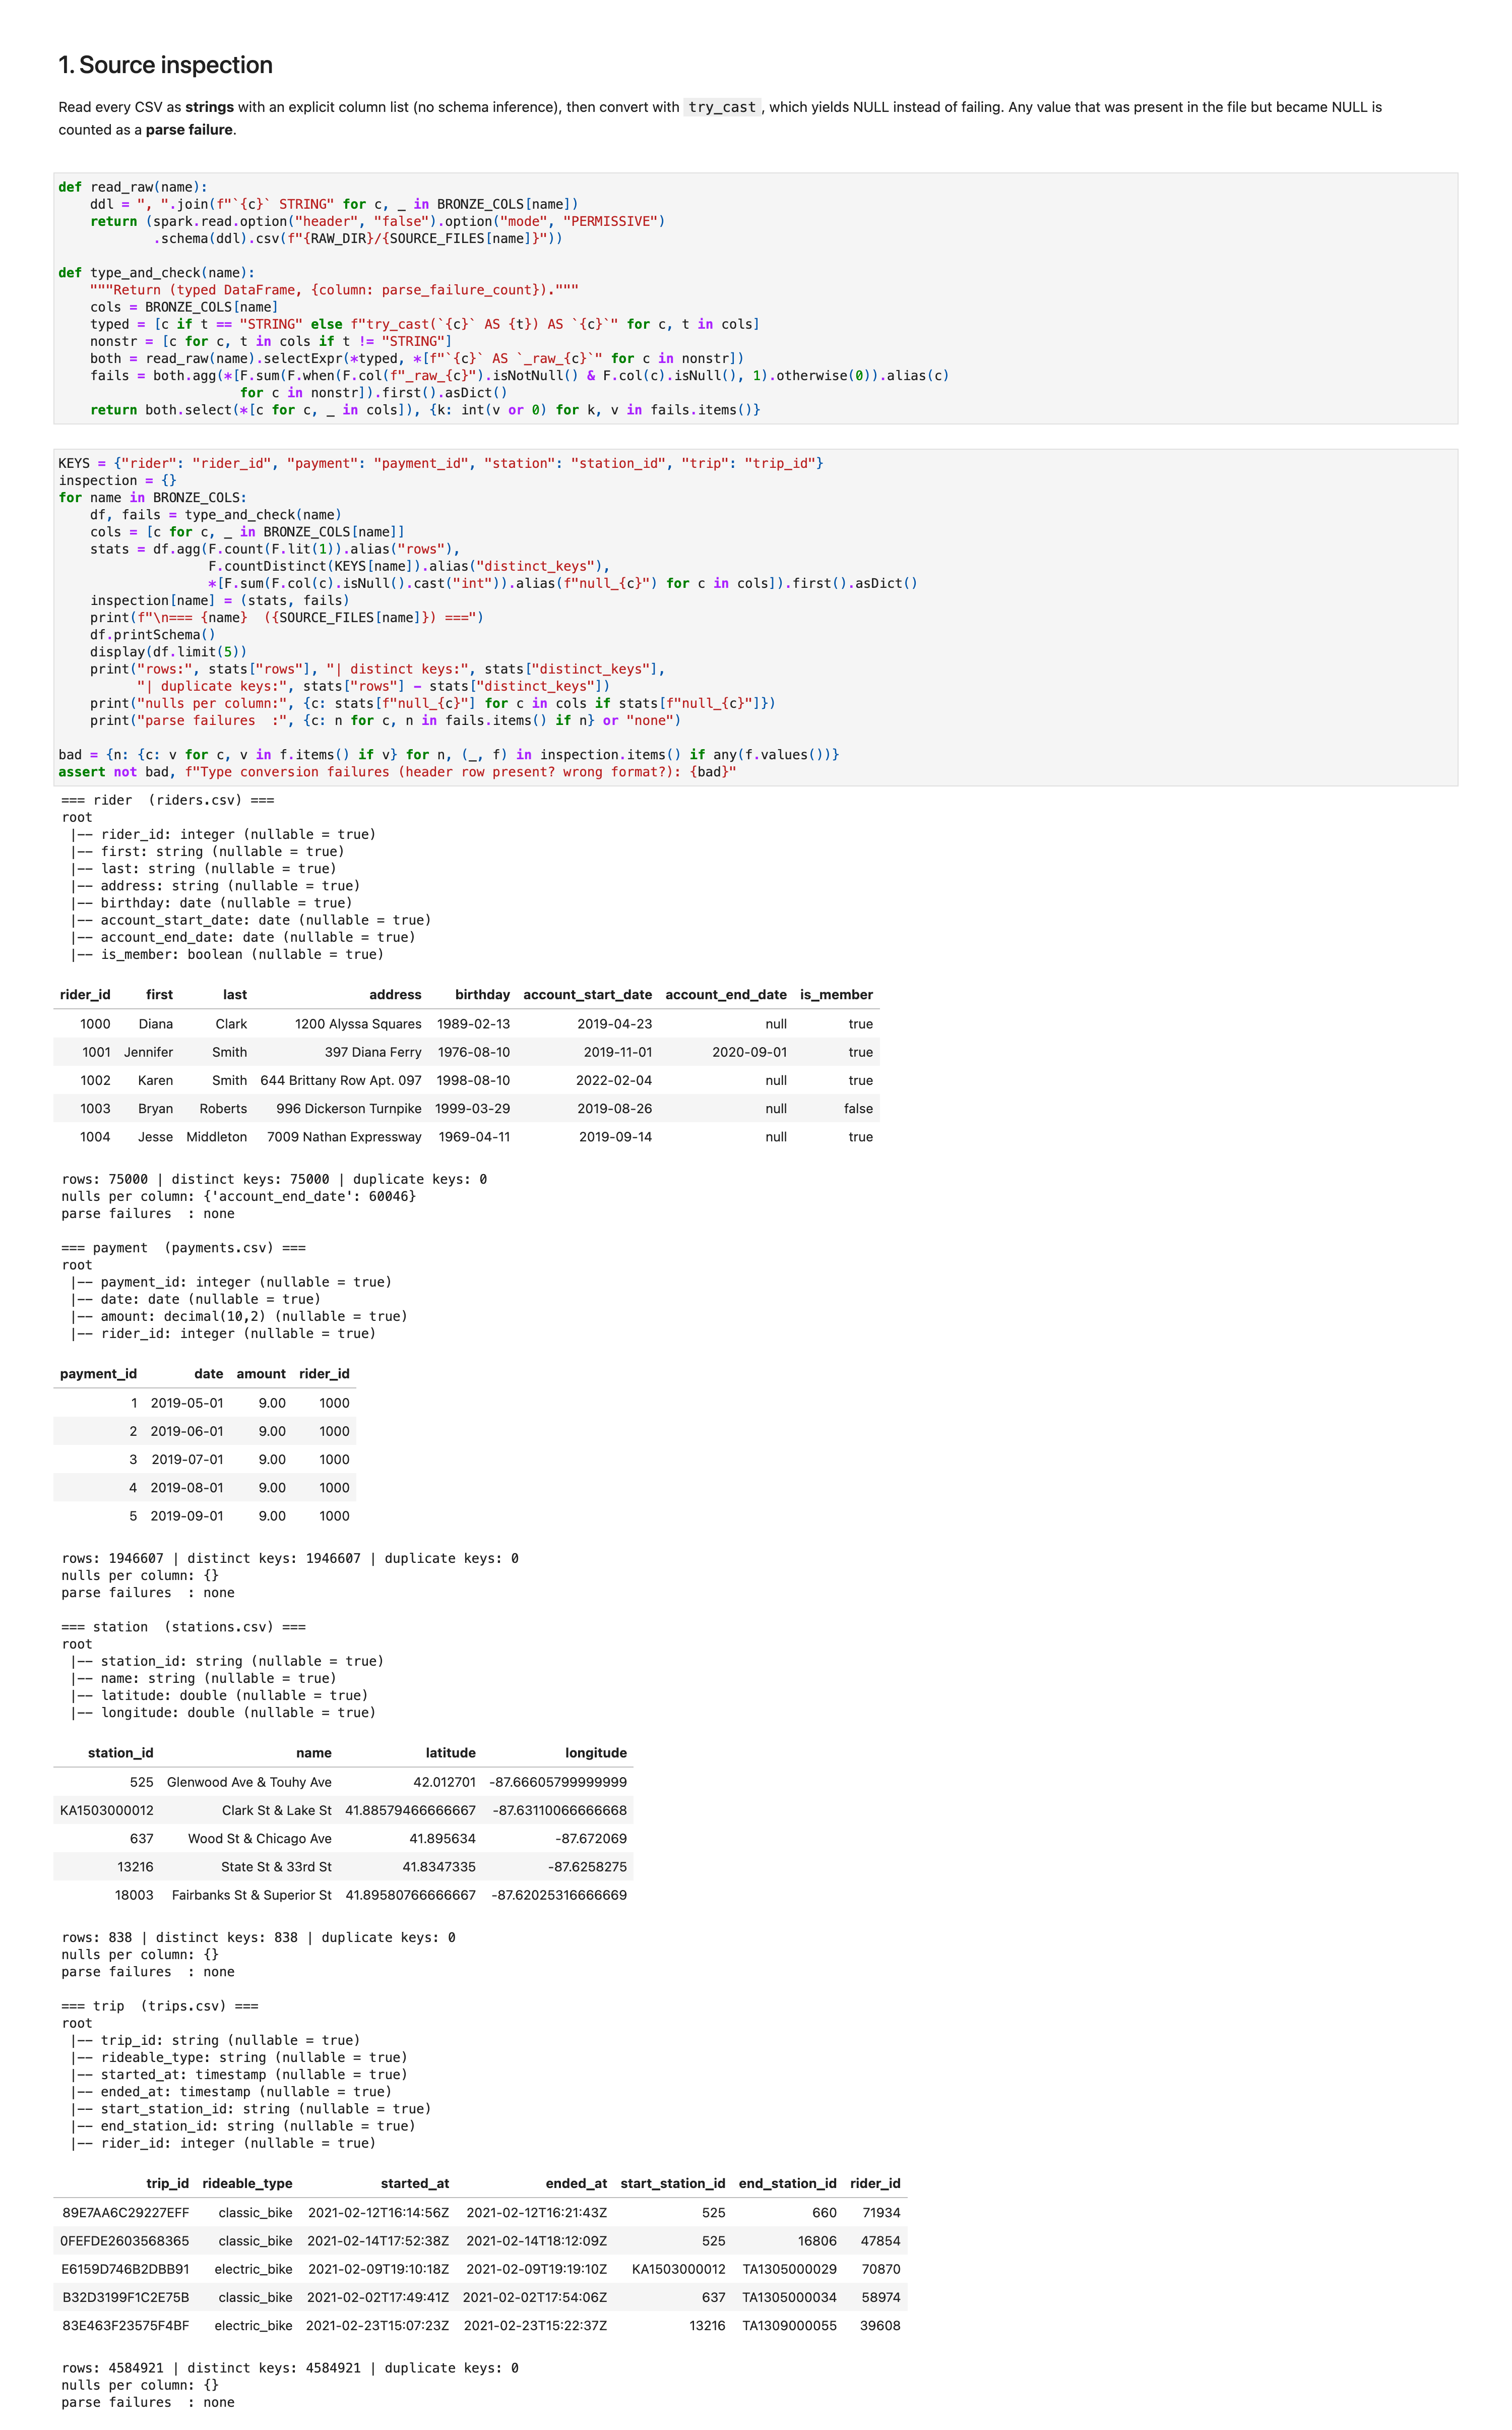 1. Source inspection
Read every CSV as strings with an explicit column list (no schema inference), then convert with try_cast, which yields NULL instead of failing. Any value that was present in the file but became NULL is
counted as a parse failure.
def read_raw(name):
    ddl = ", ".join(f"`{c}` STRING" for c, _ in BRONZE_COLS[name])
    return (spark.read.option("header", "false").option("mode", "PERMISSIVE")
            .schema(ddl).csv(f"{RAW_DIR}/{SOURCE_FILES[name]}"))
def type_and_check(name):
    """Return (typed DataFrame, {column: parse_failure_count})."""
    cols = BRONZE_COLS[name]
    typed = [c if t == "STRING" else f"try_cast(`{c}` AS {t}) AS `{c}`" for c, t in cols]
    nonstr = [c for c, t in cols if t != "STRING"]
    both = read_raw(name).selectExpr(*typed, *[f"`{c}` AS `_raw_{c}`" for c in nonstr])
    fails = both.agg(*[F.sum(F.when(F.col(f"_raw_{c}").isNotNull() & F.col(c).isNull(), 1).otherwise(0)).alias(c)
                       for c in nonstr]).first().asDict()
    return both.select(*[c for c, _ in cols]), {k: int(v or 0) for k, v in fails.items()}
KEYS = {"rider": "rider_id", "payment": "payment_id", "station": "station_id", "trip": "trip_id"}
inspection = {}
for name in BRONZE_COLS:
    df, fails = type_and_check(name)
    cols = [c for c, _ in BRONZE_COLS[name]]
    stats = df.agg(F.count(F.lit(1)).alias("rows"),
                   F.countDistinct(KEYS[name]).alias("distinct_keys"),
                   *[F.sum(F.col(c).isNull().cast("int")).alias(f"null_{c}") for c in cols]).first().asDict()
    inspection[name] = (stats, fails)
    print(f"\n=== {name}  ({SOURCE_FILES[name]}) ===")
    df.printSchema()
    display(df.limit(5))
    print("rows:", stats["rows"], "| distinct keys:", stats["distinct_keys"],
          "| duplicate keys:", stats["rows"] - stats["distinct_keys"])
    print("nulls per column:", {c: stats[f"null_{c}"] for c in cols if stats[f"null_{c}"]})
    print("parse failures  :", {c: n for c, n in fails.items() if n} or "none")
bad = {n: {c: v for c, v in f.items() if v} for n, (_, f) in inspection.items() if any(f.values())}
assert not bad, f"Type conversion failures (header row present? wrong format?): {bad}"
=== rider  (riders.csv) ===
root
 |-- rider_id: integer (nullable = true)
 |-- first: string (nullable = true)
 |-- last: string (nullable = true)
 |-- address: string (nullable = true)
 |-- birthday: date (nullable = true)
 |-- account_start_date: date (nullable = true)
 |-- account_end_date: date (nullable = true)
 |-- is_member: boolean (nullable = true)
rider_id first last address birthday account_start_date account_end_date is_member
1000 Diana Clark 1200 Alyssa Squares 1989-02-13 2019-04-23 null true
1001 Jennifer Smith 397 Diana Ferry 1976-08-10 2019-11-01 2020-09-01 true
1002 Karen Smith 644 Brittany Row Apt. 097 1998-08-10 2022-02-04 null true
1003 Bryan Roberts 996 Dickerson Turnpike 1999-03-29 2019-08-26 null false
1004 Jesse Middleton 7009 Nathan Expressway 1969-04-11 2019-09-14 null true
rows: 75000 | distinct keys: 75000 | duplicate keys: 0
nulls per column: {'account_end_date': 60046}
parse failures  : none
=== payment  (payments.csv) ===
root
 |-- payment_id: integer (nullable = true)
 |-- date: date (nullable = true)
 |-- amount: decimal(10,2) (nullable = true)
 |-- rider_id: integer (nullable = true)
payment_id date amount rider_id
1 2019-05-01 9.00 1000
2 2019-06-01 9.00 1000
3 2019-07-01 9.00 1000
4 2019-08-01 9.00 1000
5 2019-09-01 9.00 1000
rows: 1946607 | distinct keys: 1946607 | duplicate keys: 0
nulls per column: {}
parse failures  : none
=== station  (stations.csv) ===
root
 |-- station_id: string (nullable = true)
 |-- name: string (nullable = true)
 |-- latitude: double (nullable = true)
 |-- longitude: double (nullable = true)
station_id name latitude longitude
525 Glenwood Ave & Touhy Ave 42.012701 -87.66605799999999
KA1503000012 Clark St & Lake St 41.88579466666667 -87.63110066666668
637 Wood St & Chicago Ave 41.895634 -87.672069
13216 State St & 33rd St 41.8347335 -87.6258275
18003 Fairbanks St & Superior St 41.89580766666667 -87.62025316666669
rows: 838 | distinct keys: 838 | duplicate keys: 0
nulls per column: {}
parse failures  : none
=== trip  (trips.csv) ===
root
 |-- trip_id: string (nullable = true)
 |-- rideable_type: string (nullable = true)
 |-- started_at: timestamp (nullable = true)
 |-- ended_at: timestamp (nullable = true)
 |-- start_station_id: string (nullable = true)
 |-- end_station_id: string (nullable = true)
 |-- rider_id: integer (nullable = true)
trip_id rideable_type started_at ended_at start_station_id end_station_id rider_id
89E7AA6C29227EFF classic_bike 2021-02-12T16:14:56Z 2021-02-12T16:21:43Z 525 660 71934
0FEFDE2603568365 classic_bike 2021-02-14T17:52:38Z 2021-02-14T18:12:09Z 525 16806 47854
E6159D746B2DBB91 electric_bike 2021-02-09T19:10:18Z 2021-02-09T19:19:10Z KA1503000012 TA1305000029 70870
B32D3199F1C2E75B classic_bike 2021-02-02T17:49:41Z 2021-02-02T17:54:06Z 637 TA1305000034 58974
83E463F23575F4BF electric_bike 2021-02-23T15:07:23Z 2021-02-23T15:22:37Z 13216 TA1309000055 39608
rows: 4584921 | distinct keys: 4584921 | duplicate keys: 0
nulls per column: {}
parse failures  : none